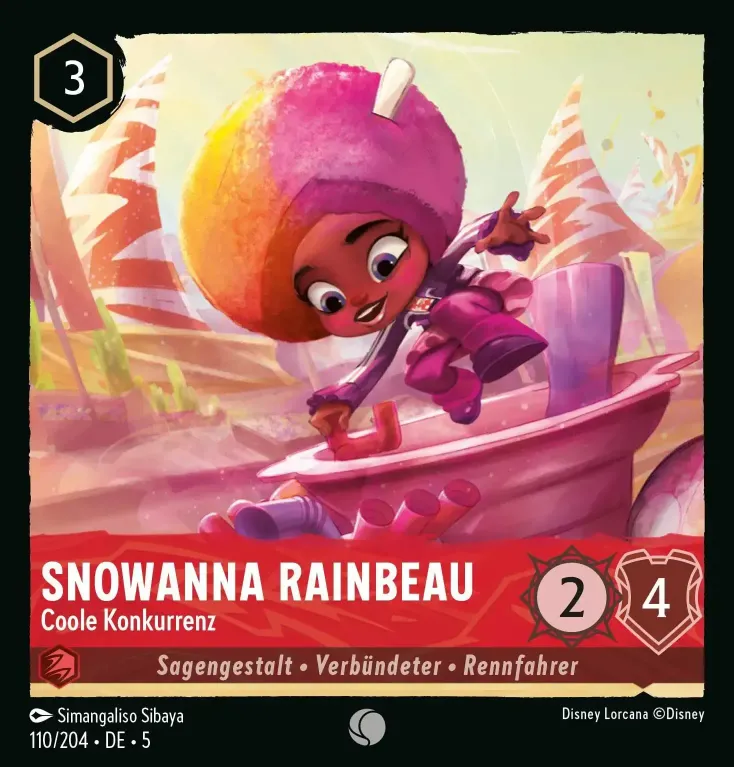 3
SNOWANNA RAINBEAU
Coole Konkurrenz
2
4
Sagengestalt • Verbündeter • Rennfahrer
Simangaliso Sibaya
Disney Lorcana ©Disney
110/204 • DE • 5